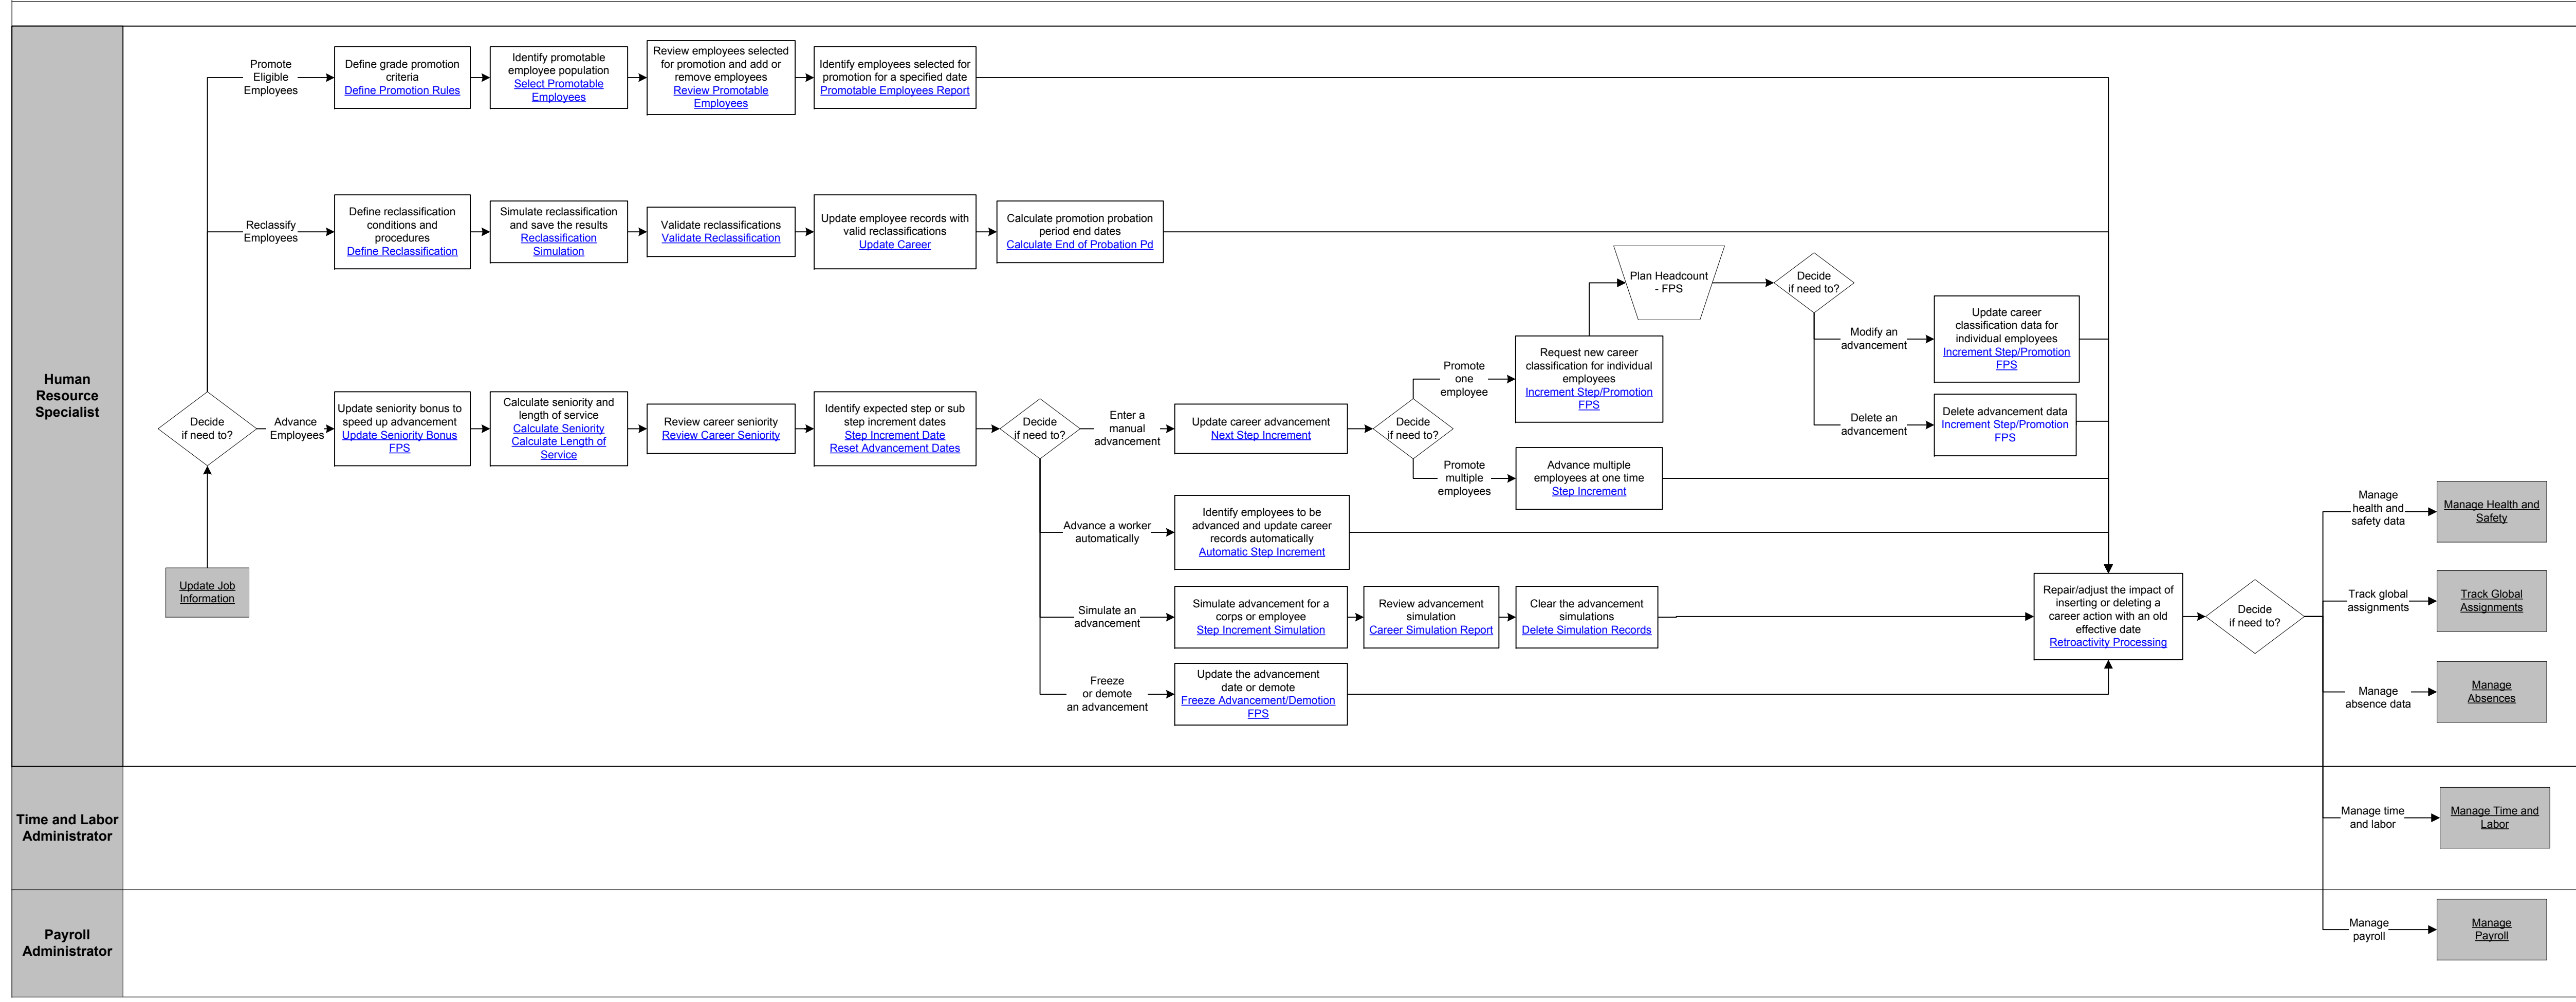 Human
Resource
Specialist
Promote
Eligible
Employees
Define grade promotion
criteria
Define Promotion Rules
Identify promotable
employee population
Select Promotable
Employees
Review employees selected
for promotion and add or
remove employees
Review Promotable
Employees
Identify employees selected for
promotion for a specified date
Promotable Employees Report
Reclassify
Employees
Define reclassification
conditions and
procedures
Define Reclassification
Simulate reclassification
and save the results
Reclassification
Simulation
Validate reclassifications
Validate Reclassification
Update employee records with
valid reclassifications
Update Career
Calculate promotion probation
period end dates
Calculate End of Probation Pd
Plan Headcount
- FPS
Decide
if need to?
Modify an
advancement
Update career
classification data for
individual employees
Increment Step/Promotion
FPS
Delete an
advancement
Delete advancement data
Increment Step/Promotion
FPS
Decide
if need to?
Advance
Employees
Update seniority bonus to
speed up advancement
Update Seniority Bonus
FPS
Calculate seniority and
length of service
Calculate Seniority
Calculate Length of
Service
Review career seniority
Review Career Seniority
Identify expected step or sub
step increment dates
Step Increment Date
Reset Advancement Dates
Decide
if need to?
Enter a
manual
advancement
Update career advancement
Next Step Increment
Decide
if need to?
Promote
one
employee
Request new career
classification for individual
employees
Increment Step/Promotion
FPS
Promote
multiple
employees
Advance multiple
employees at one time
Step Increment
Advance a worker
automatically
Identify employees to be
advanced and update career
records automatically
Automatic Step Increment
Update Job
Information
Simulate an
advancement
Simulate advancement for a
corps or employee
Step Increment Simulation
Review advancement
simulation
Career Simulation Report
Clear the advancement
simulations
Delete Simulation Records
Freeze
or demote
an advancement
Update the advancement
date or demote
Freeze Advancement/Demotion
FPS
Repair/adjust the impact of
inserting or deleting a
career action with an old
effective date
Retroactivity Processing
Decide
if need to?
Manage
health and
safety data
Manage Health and
Safety
Track global
assignments
Track Global
Assignments
Manage
absence data
Manage
Absences
Time and Labor
Administrator
Manage time
and labor
Manage Time and
Labor
Payroll
Administrator
Manage
payroll
Manage
Payroll